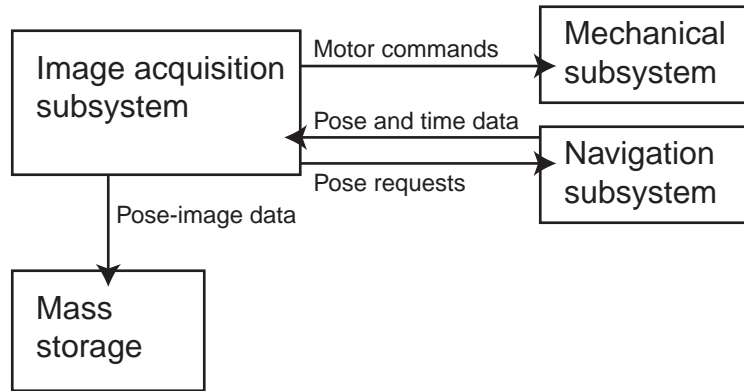 Image acquisition
subsystem
Motor commands
Mechanical
subsystem
Pose and time data
Pose requests
Navigation
subsystem
Pose-image data
Mass
storage